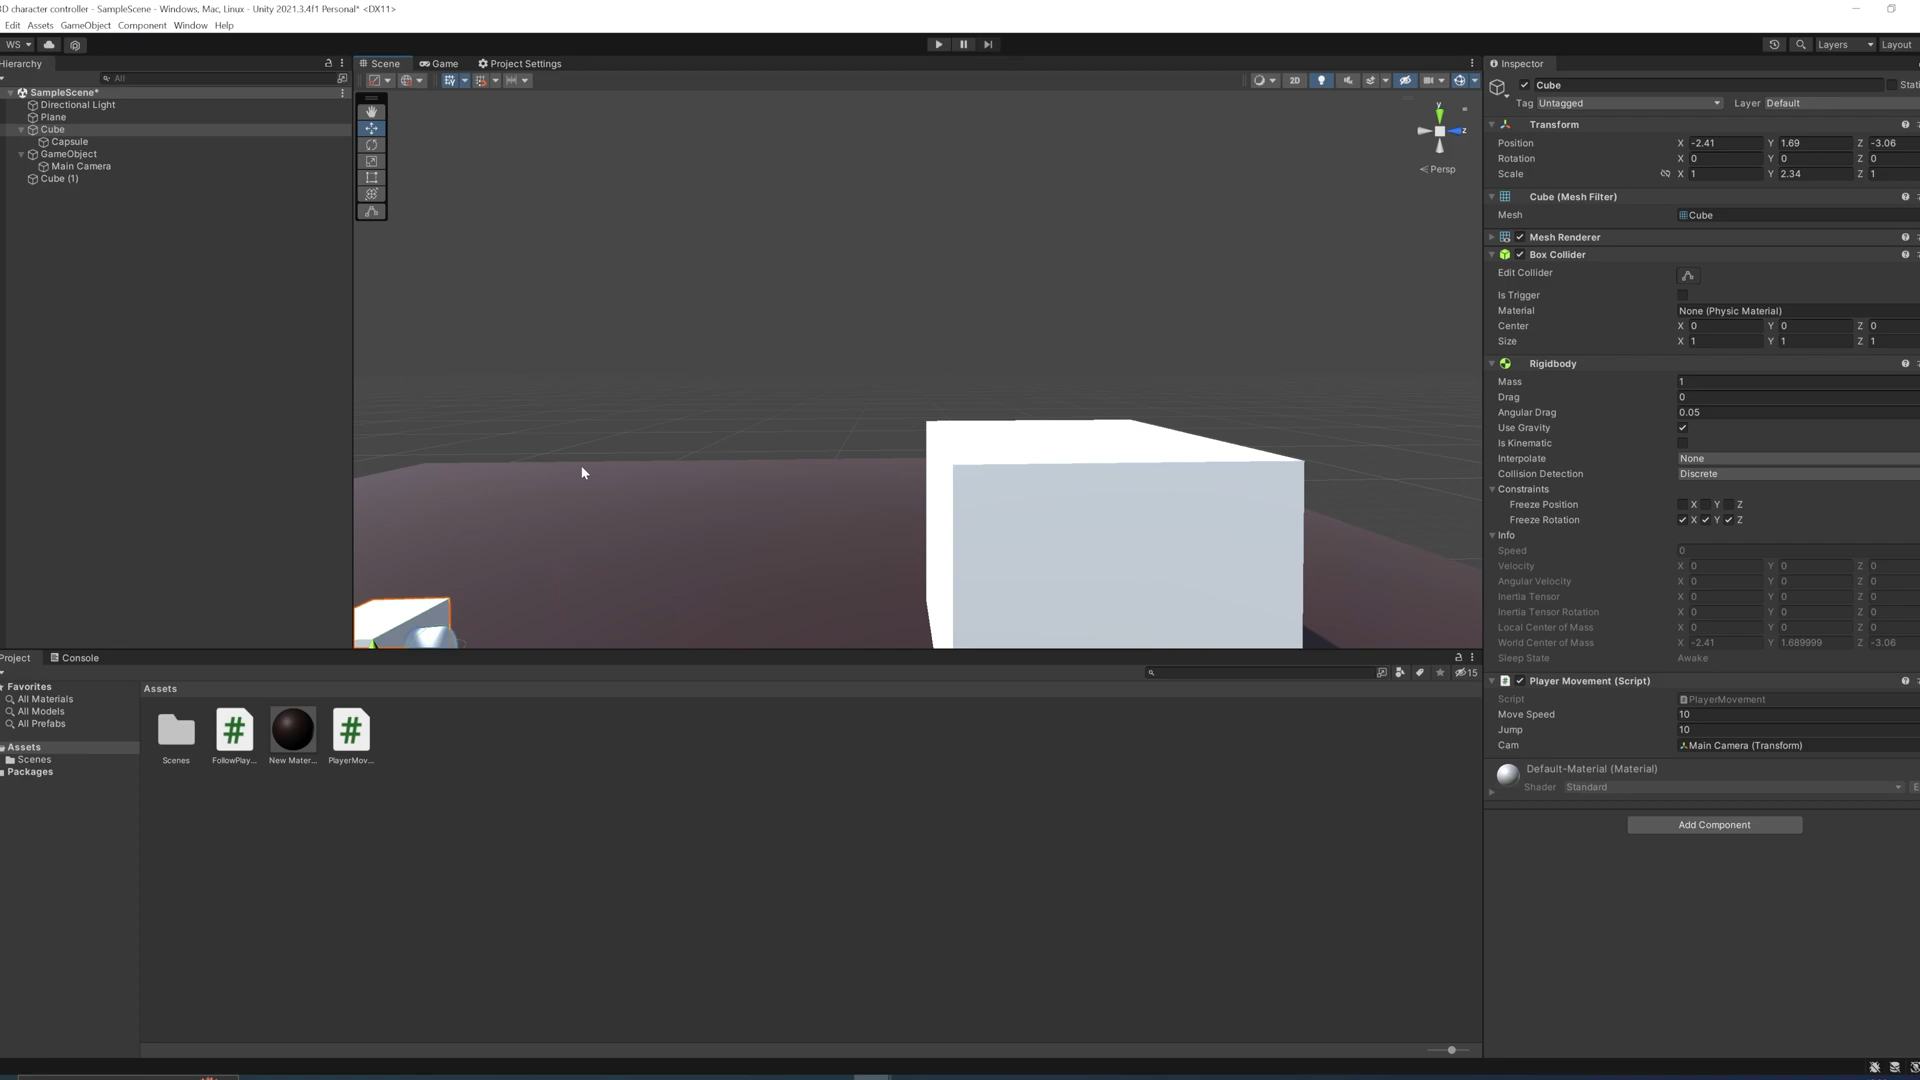 3D character controller - SampleScene - Windows, Mac, Linux - Unity 2021.3.4f1 Personal* <DX11>
Edit Assets GameObject Component Window Help
WS Layers Layout
Hierarchy Scene Game Project Settings Inspector
All
2D
SampleScene*
Directional Light
Plane
Cube
Capsule
GameObject
Main Camera
Cube (1)
y
z
Persp
Cube Stati
Tag Untagged Layer Default
Transform
Position X -2.41 Y 1.69 Z -3.06
Rotation X 0 Y 0 Z 0
Scale X 1 Y 2.34 Z 1
Cube (Mesh Filter)
Mesh Cube
Mesh Renderer
Box Collider
Edit Collider
Is Trigger
Material None (Physic Material)
Center X 0 Y 0 Z 0
Size X 1 Y 1 Z 1
Rigidbody
Mass 1
Drag 0
Angular Drag 0.05
Use Gravity
Is Kinematic
Interpolate None
Collision Detection Discrete
Constraints
Freeze Position X Y Z
Freeze Rotation X Y Z
Info
Speed 0
Velocity X 0 Y 0 Z 0
Angular Velocity X 0 Y 0 Z 0
Inertia Tensor X 0 Y 0 Z 0
Inertia Tensor Rotation X 0 Y 0 Z 0
Local Center of Mass X 0 Y 0 Z 0
World Center of Mass X -2.41 Y 1.689999 Z -3.06
Sleep State Awake
Player Movement (Script)
Script PlayerMovement
Move Speed 10
Jump 10
Cam Main Camera (Transform)
Default-Material (Material)
Shader Standard E
Add Component
Project Console
15
Favorites
All Materials
All Models
All Prefabs
Assets
Scenes
Packages
Assets
Scenes FollowPlay... New Mater... PlayerMov...